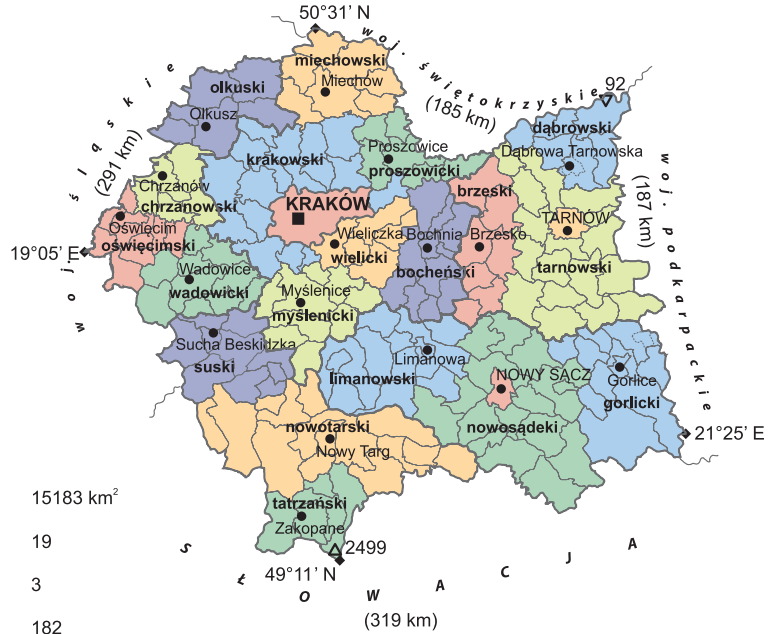 50°31' N
woj. świętokrzyskie
(185 km)
92
miechowski
Miechów
olkuski
Olkusz
woj. śląskie
(291 km)
dąbrowski
Dąbrowa Tarnowska
woj. podkarpackie
(187 km)
krakowski
Proszowice
proszowicki
Chrzanów
chrzanowski
brzeski
KRAKÓW
Oświęcim
oświęcimski
TARNÓW
19°05' E
Wieliczka
wielicki
Bochnia
bocheński
Brzesko
tarnowski
Wadowice
wadowicki
Myślenice
myślenicki
Sucha Beskidzka
suski
Limanowa
limanowski
NOWY SĄCZ
Gorlice
gorlicki
nowotarski
Nowy Targ
nowosądeki
21°25' E
tatrzański
Zakopane
2499
49°11' N
SŁOWACJA
(319 km)
15183 km²
19
3
182